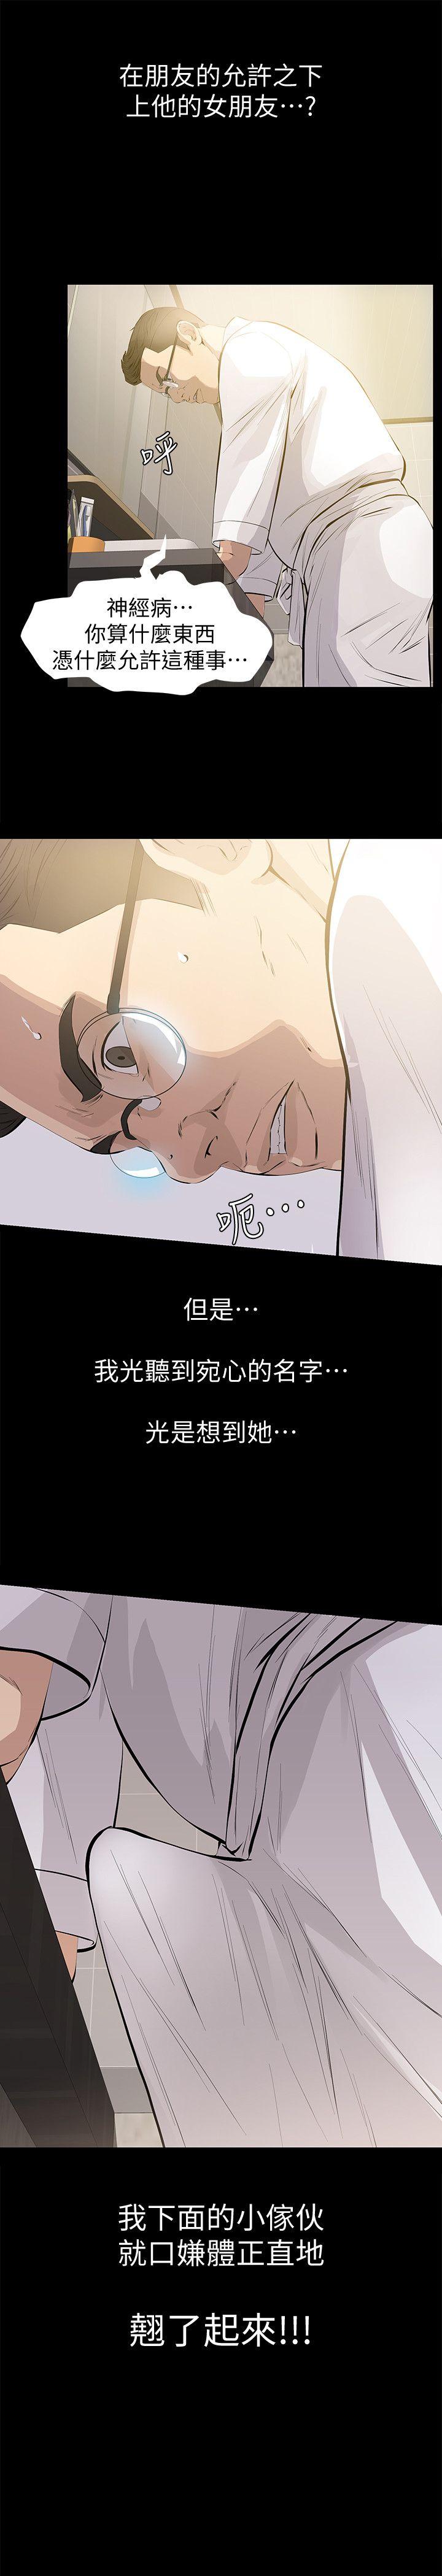 在朋友的允許之下
上他的女朋友…?
呼
神經病…
你算什麼東西
憑什麼允許這種事…
呃…
但是…
我光聽到宛心的名字…
光是想到她…
我下面的小傢伙
就口嫌體正直地
翹了起來!!!